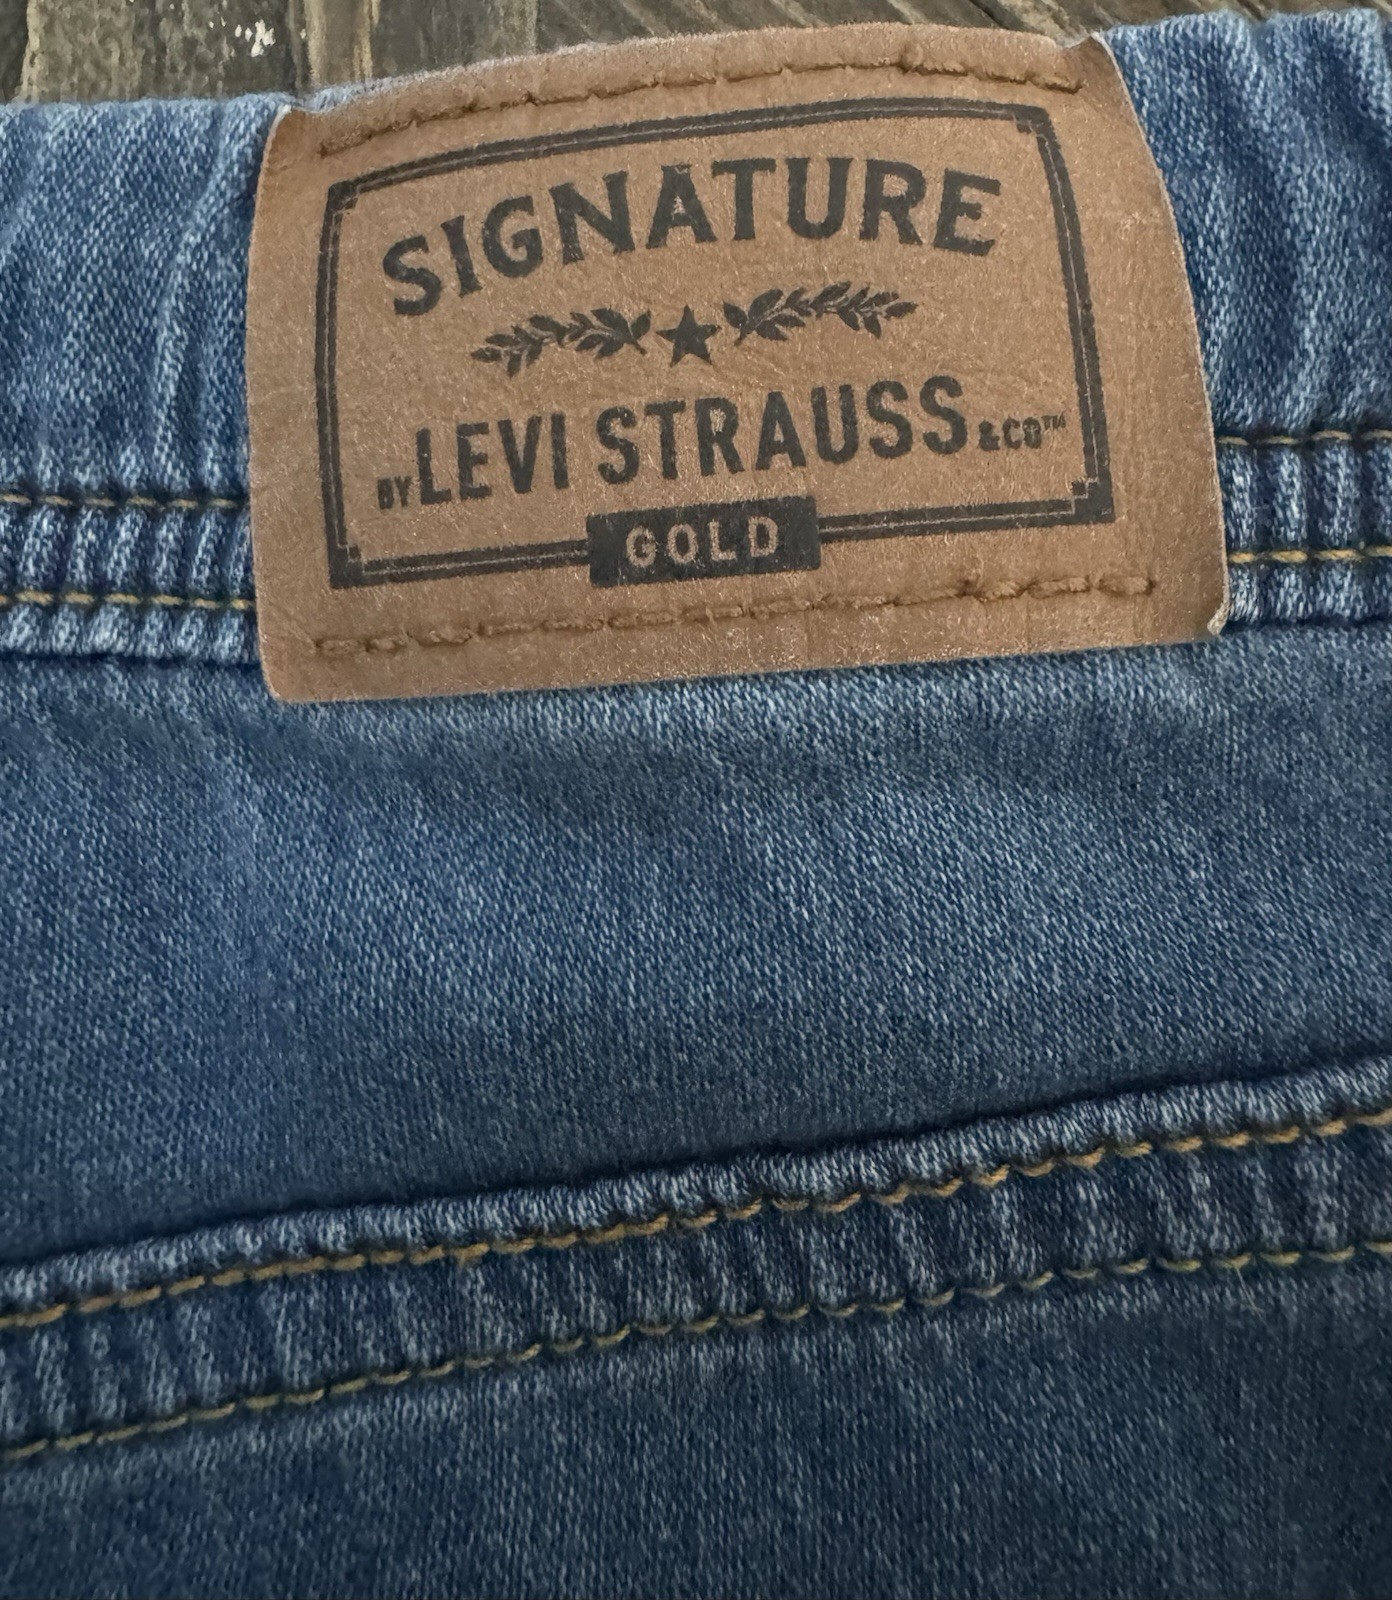 SIGNATURE
BY LEVI STRAUSS &CO™
GOLD